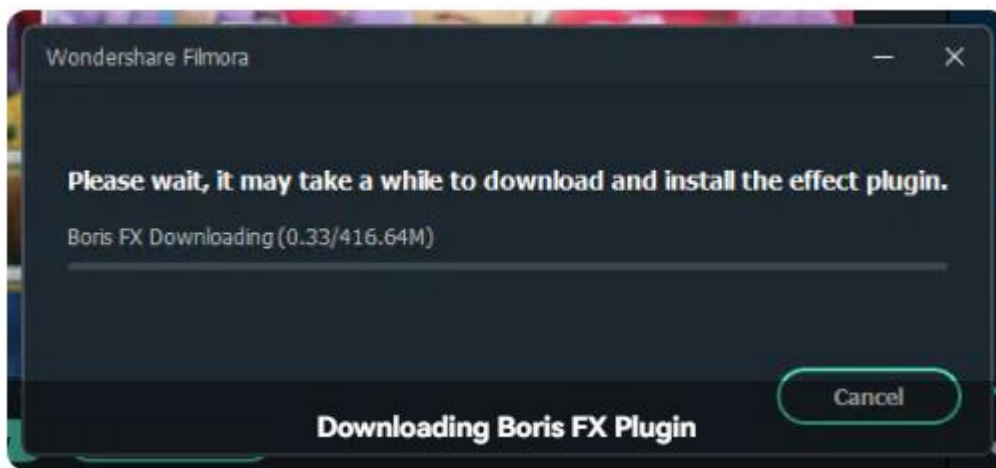 Wondershare Filmora
Please wait, it may take a while to download and install the effect plugin.
Boris FX Downloading (0.33/416.64M)
Cancel
Downloading Boris FX Plugin